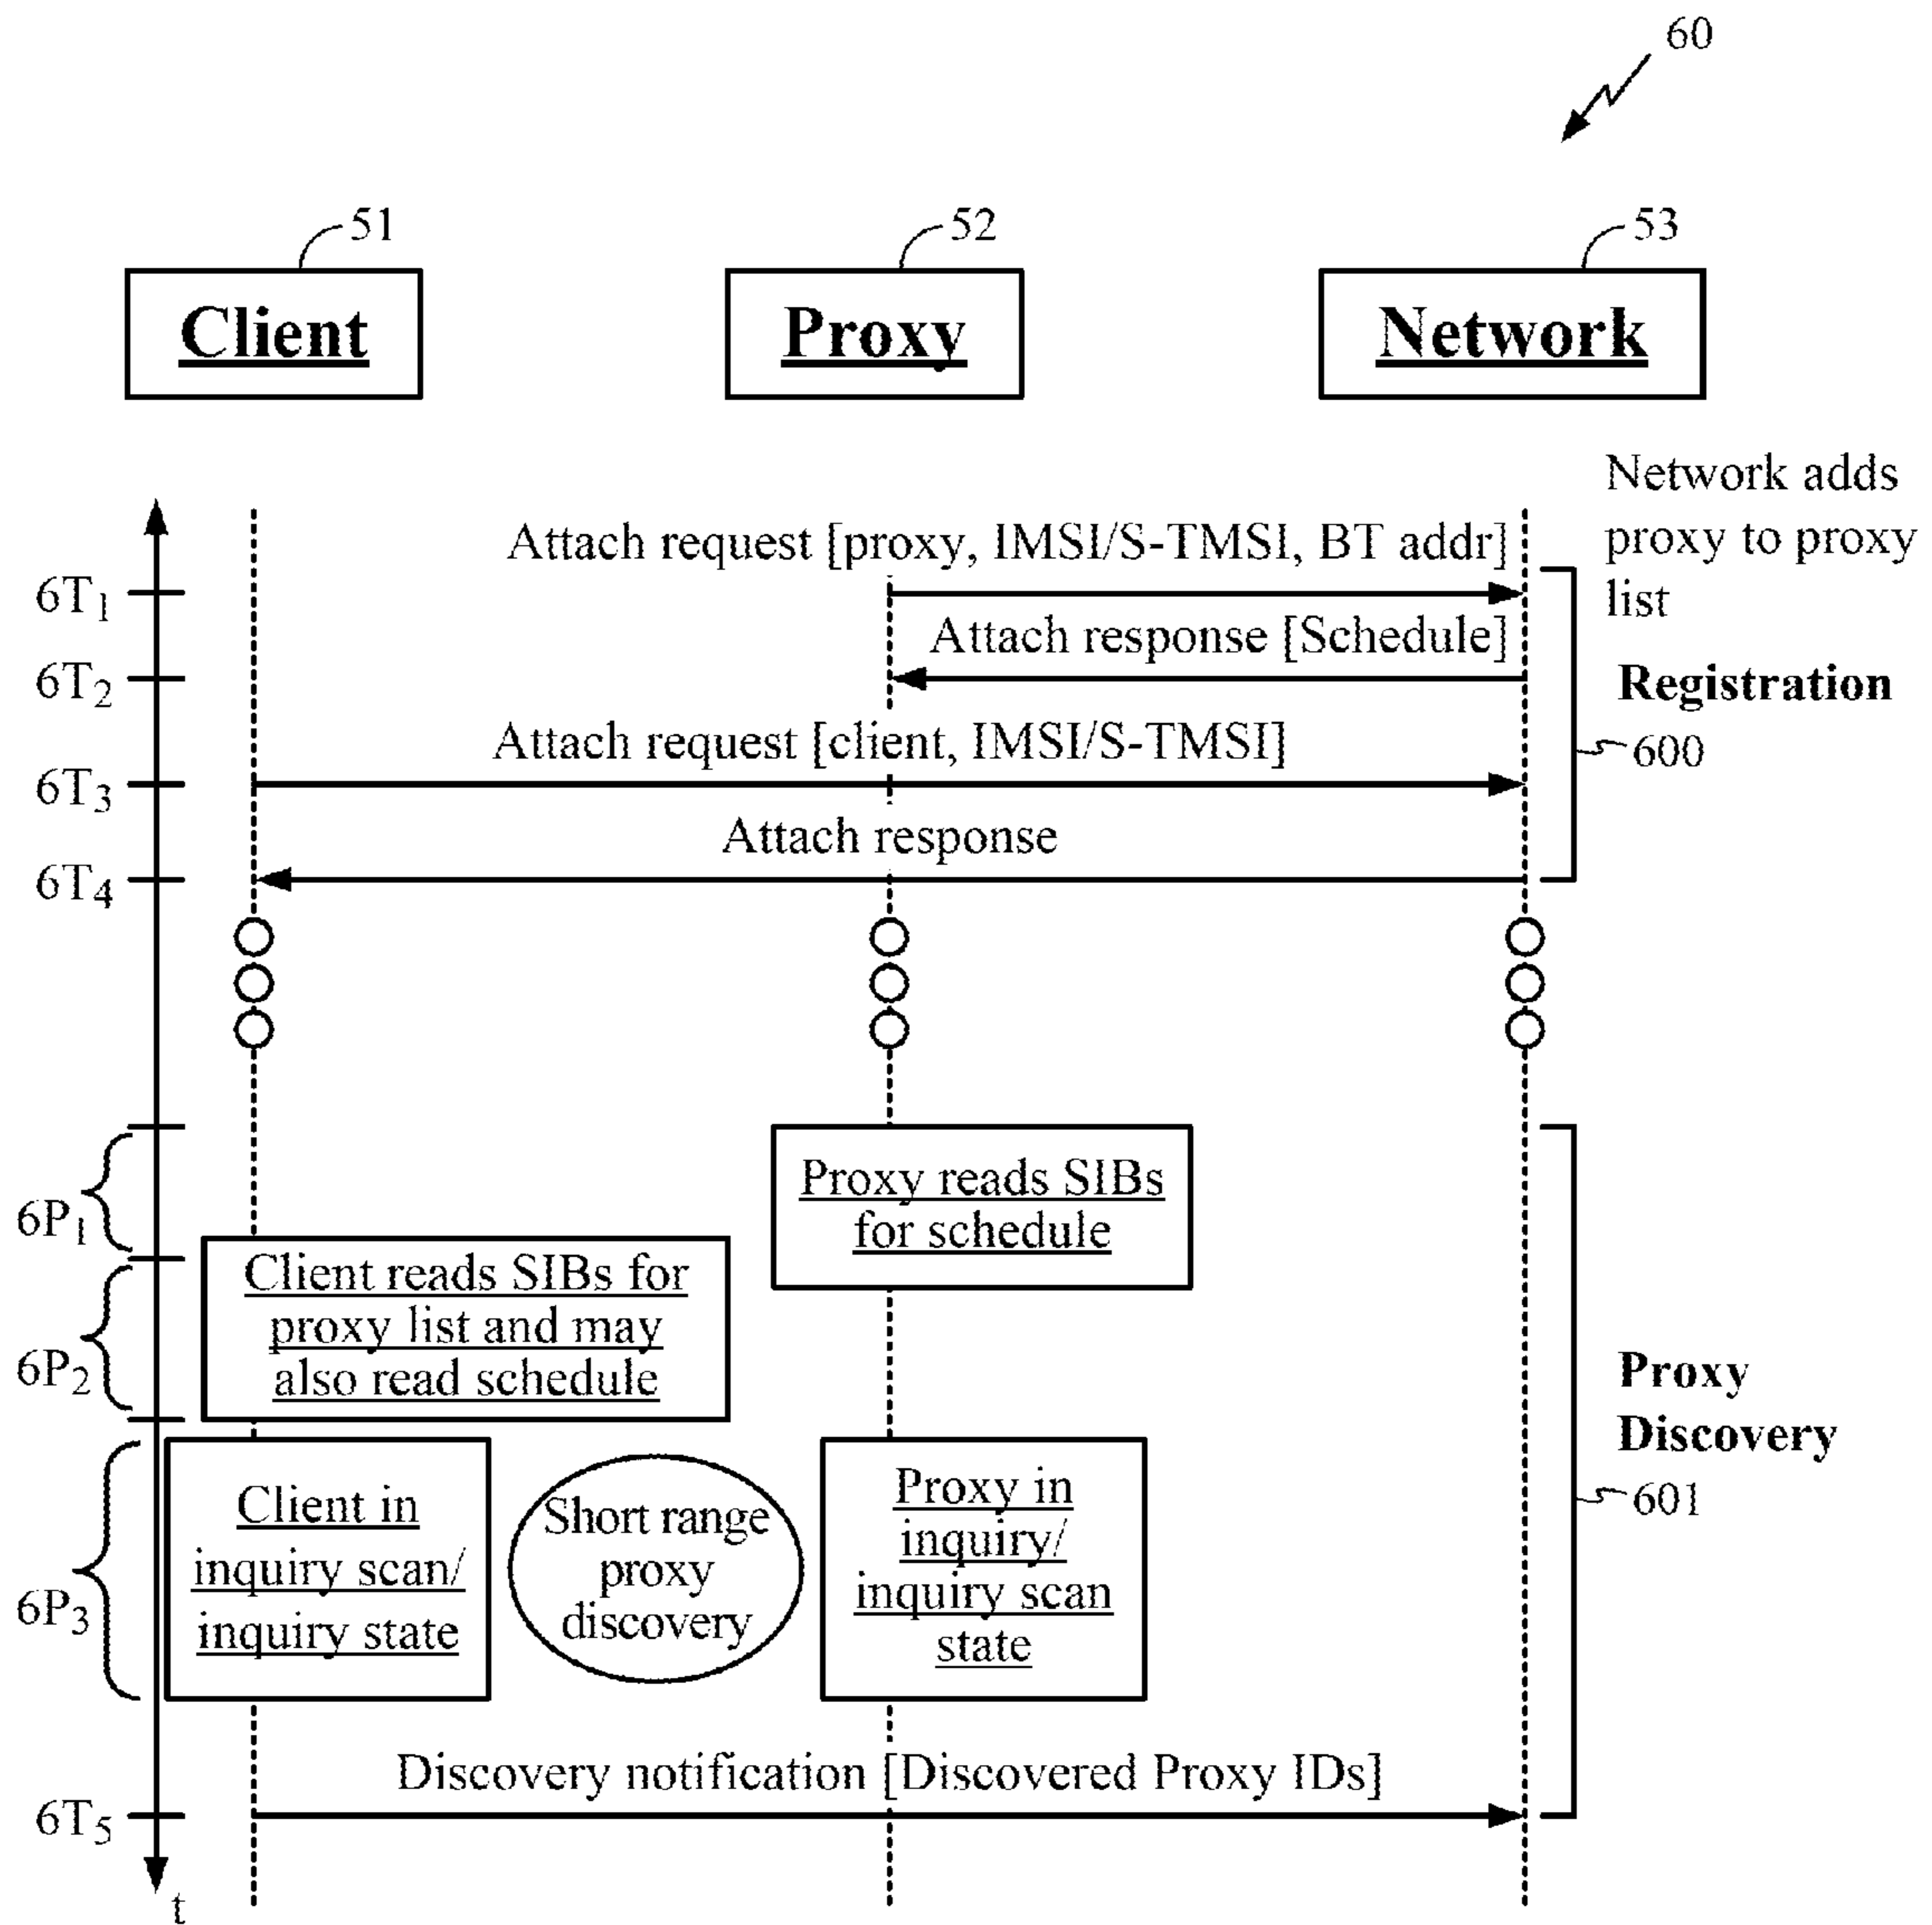 60
51
52
53
Client
Proxy
Network
Network adds
proxy to proxy
list
Attach request [proxy, IMSI/S-TMSI, BT addr]
6T1
Attach response [Schedule]
6T2
Registration
Attach request [client, IMSI/S-TMSI]
600
6T3
Attach response
6T4
Proxy reads SIBs
for schedule
6P1
Client reads SIBs for
proxy list and may
also read schedule
6P2
Proxy
Discovery
601
Client in
inquiry scan/
inquiry state
Short range
proxy
discovery
Proxy in
inquiry/
inquiry scan
state
6P3
Discovery notification [Discovered Proxy IDs]
6T5
t